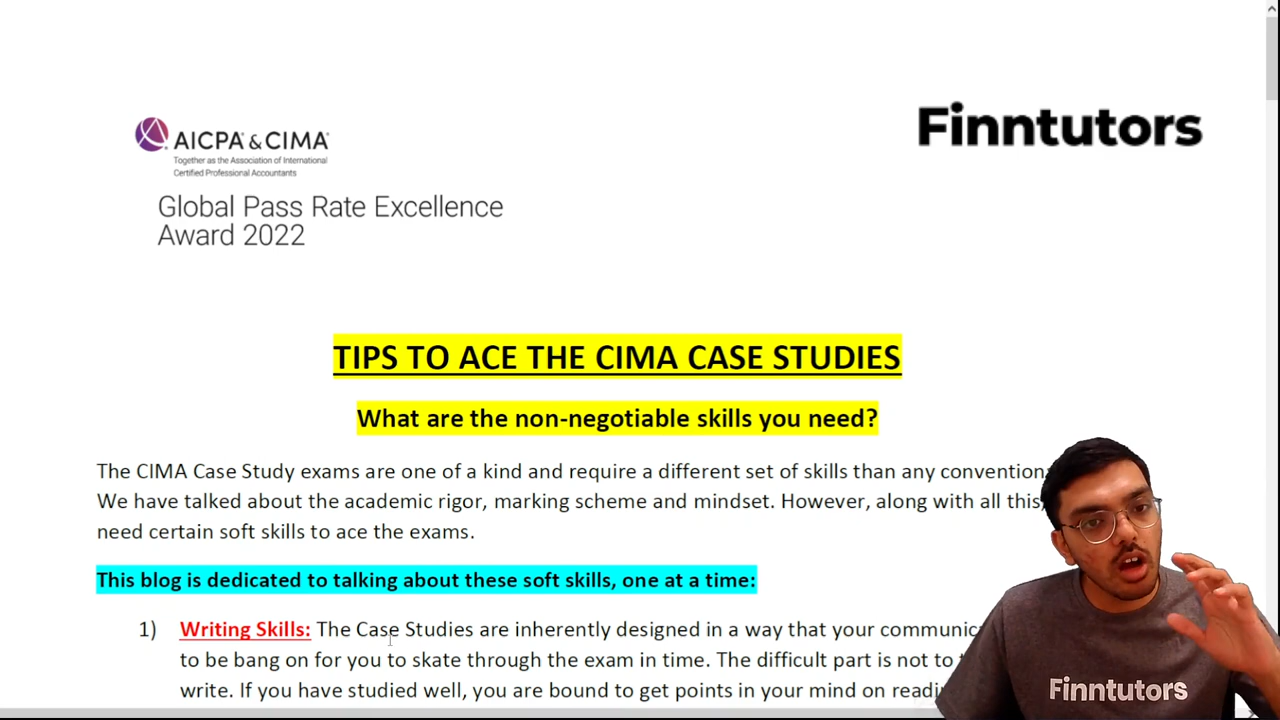 AICPA & CIMA
Together as the Association of International
Certified Professional Accountants
Global Pass Rate Excellence
Award 2022
Finntutors
TIPS TO ACE THE CIMA CASE STUDIES
What are the non-negotiable skills you need?
The CIMA Case Study exams are one of a kind and require a different set of skills than any
We have talked about the academic rigor, marking scheme and mindset. However, along with all this,
need certain soft skills to ace the exams.
This blog is dedicated to talking about these soft skills, one at a time:
1) Writing Skills: The Case Studies are inherently designed in a way that your
to be bang on for you to skate through the exam in time. The difficult part is not to
write. If you have studied well, you are bound to get points in your mind on
Finntutors